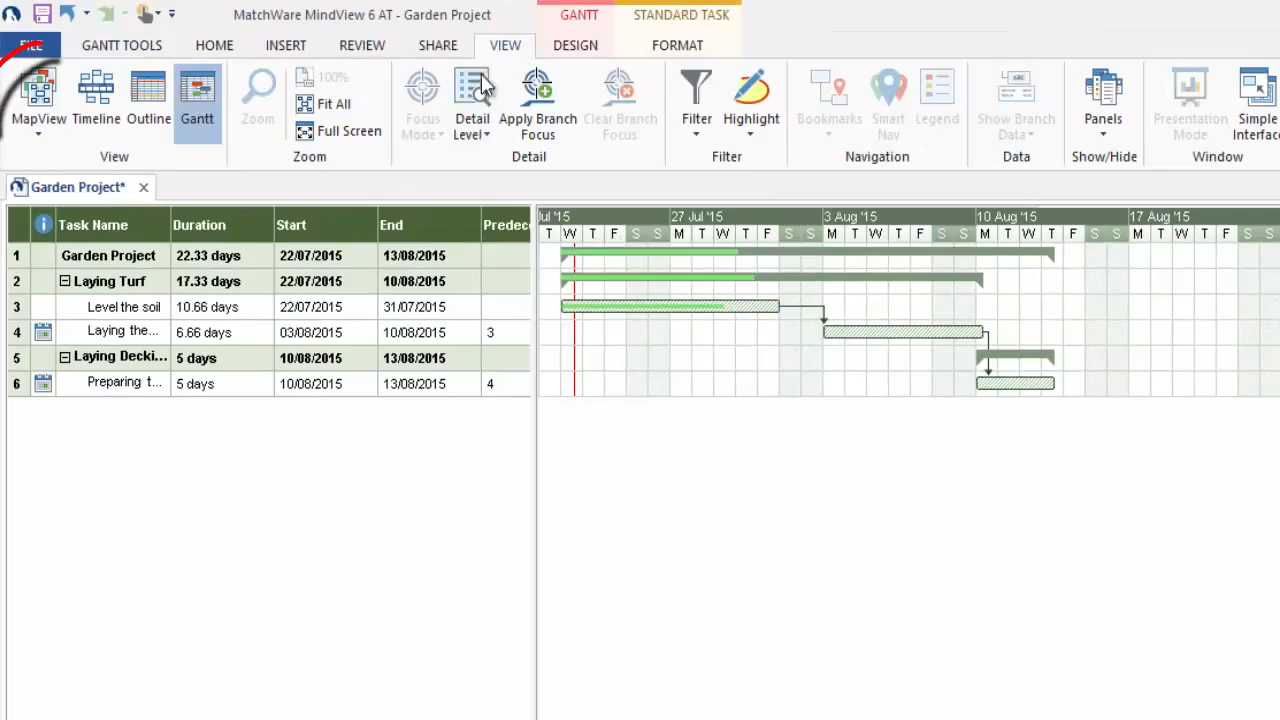 MatchWare MindView 6 AT - Garden Project
GANTT
STANDARD TASK
FILE
GANTT TOOLS
HOME
INSERT
REVIEW
SHARE
VIEW
DESIGN
FORMAT
MapView
Timeline
Outline
Gantt
View
Zoom
100%
Fit All
Full Screen
Zoom
Focus
Mode
Detail
Level
Apply Branch
Focus
Clear Branch
Focus
Detail
Filter
Highlight
Filter
Bookmarks
Smart
Nav
Legend
Navigation
Show Branch
Data
Data
Panels
Show/Hide
Presentation
Mode
Simple
Interfac
Window
Garden Project*
Task Name Duration Start End Predec
1 Garden Project 22.33 days 22/07/2015 13/08/2015
2 Laying Turf 17.33 days 22/07/2015 10/08/2015
3 Level the soil 10.66 days 22/07/2015 31/07/2015
4 Laying the... 6.66 days 03/08/2015 10/08/2015 3
5 Laying Decki... 5 days 10/08/2015 13/08/2015
6 Preparing t... 5 days 10/08/2015 13/08/2015 4
Jul '15 27 Jul '15 3 Aug '15 10 Aug '15 17 Aug '15
T W T F S S M T W T F S S M T W T F S S M T W T F S S M T W T F S S